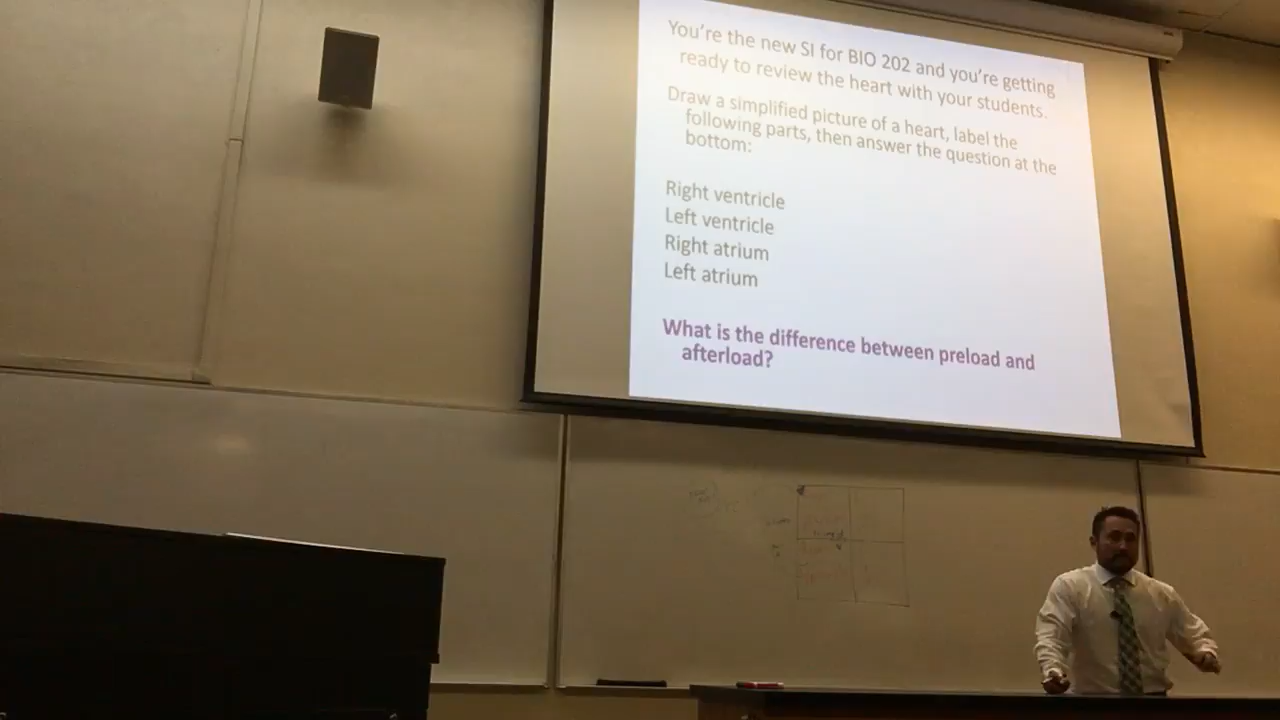 You're the new SI for BIO 202 and you're getting
ready to review the heart with your students.
Draw a simplified picture of a heart, label the
following parts, then answer the question at the
bottom:
Right ventricle
Left ventricle
Right atrium
Left atrium
What is the difference between preload and
afterload?